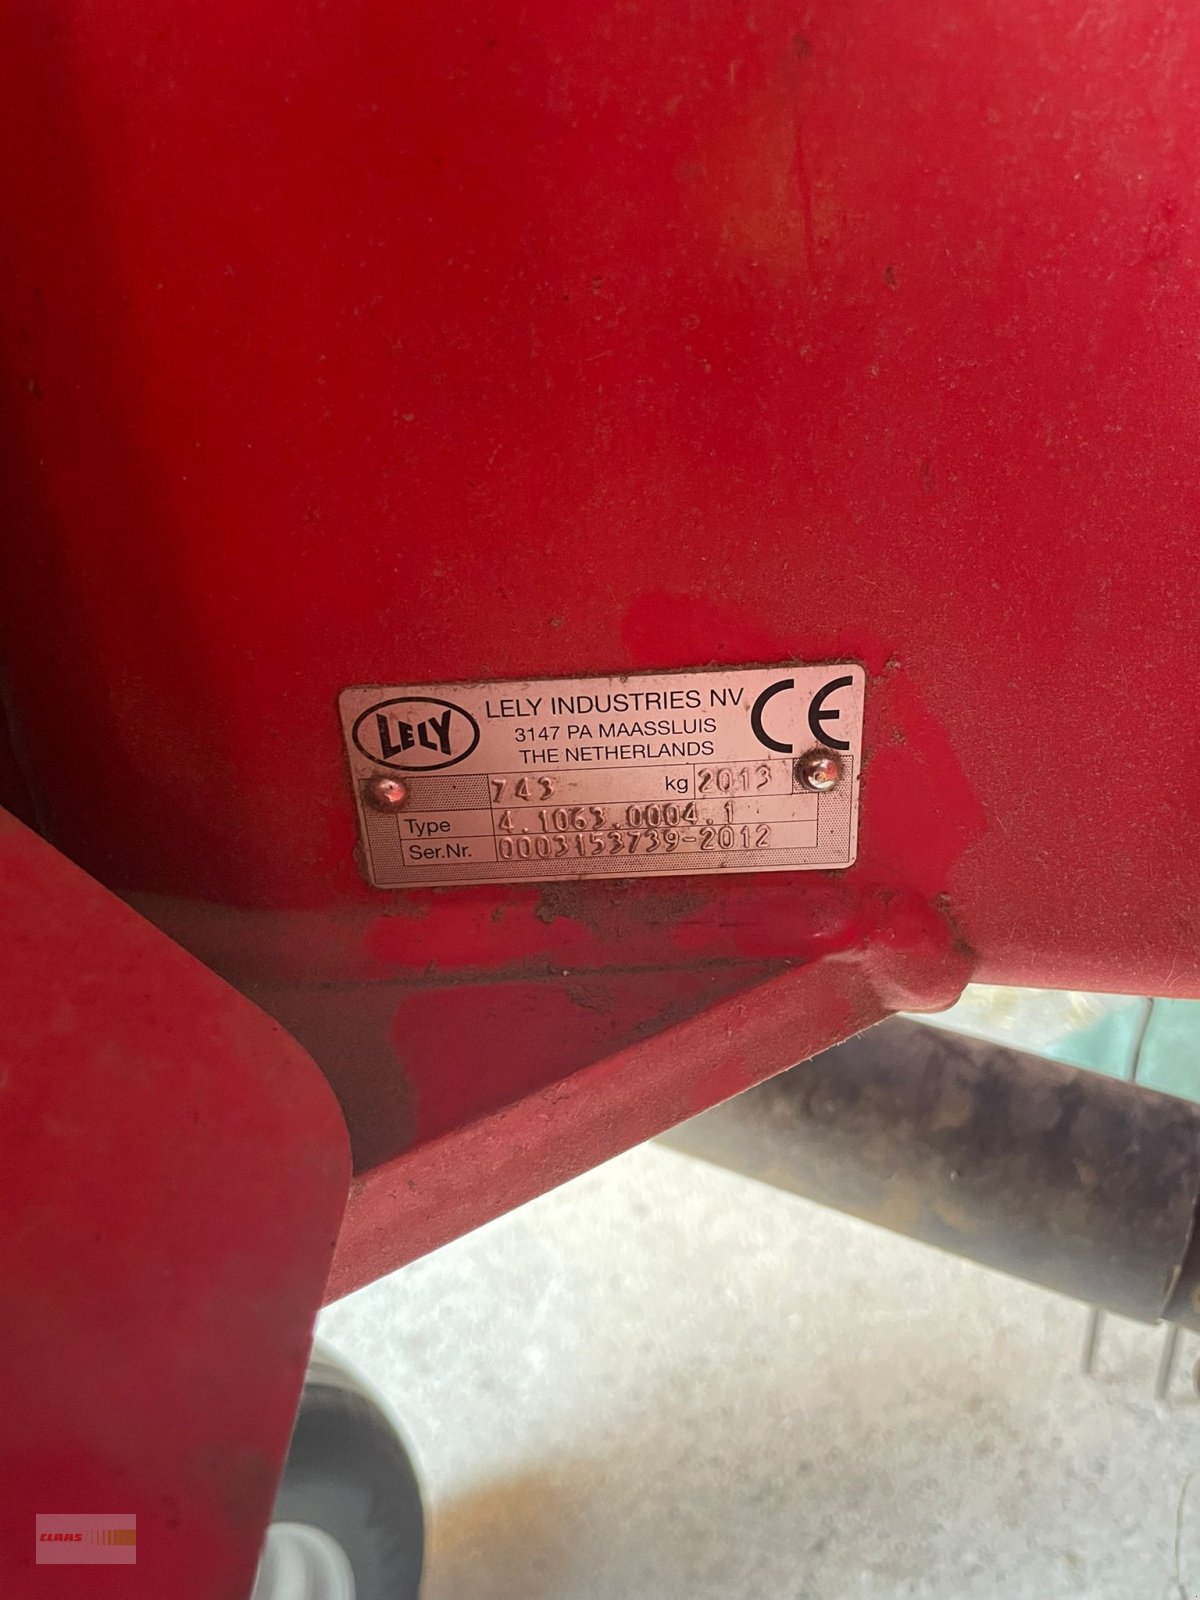 LELY
LELY INDUSTRIES NV
3147 PA MAASSLUIS
THE NETHERLANDS
CE
743 kg 2013
Type 4.1063.0004.1
Ser.Nr. 0003153739-2012
CLAAS